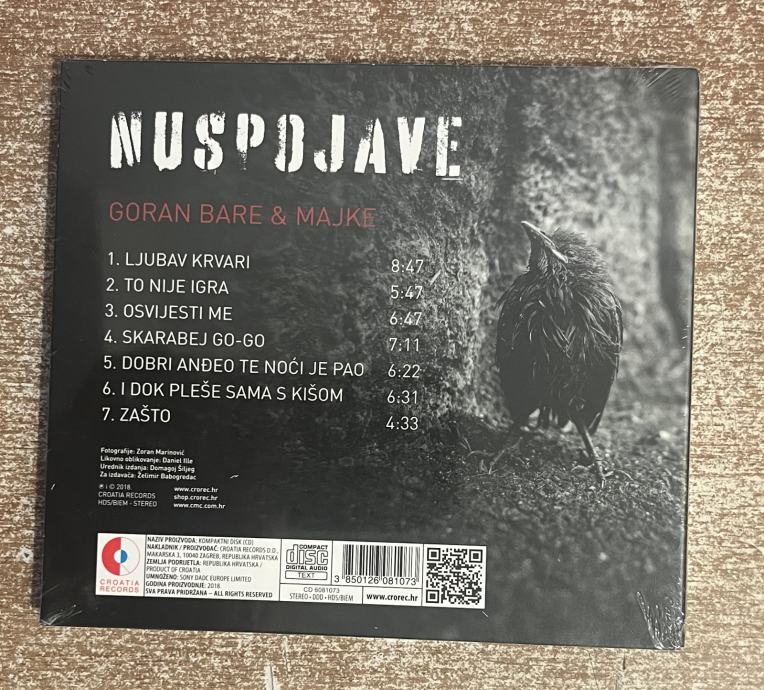 NUSPOJAVE
GORAN BARE & MAJKE
1. LJUBAV KRVARI 8:47
2. TO NIJE IGRA 5:47
3. OSVIJESTI ME 6:47
4. SKARABEJ GO-GO 7:11
5. DOBRI ANĐEO TE NOĆI JE PAO 6:22
6. I DOK PLEŠE SAMA S KIŠOM 6:31
7. ZAŠTO 4:33
Fotografije: Zoran Marinović
Likovno oblikovanje: Daniel Ille
Urednik izdanja: Domagoj Šiljeg
Za izdavača: Želimir Babogredac
℗ i © 2018.
CROATIA RECORDS
HDS/BIEM - STEREO
www.crorec.hr
shop.crorec.hr
www.cmc.com.hr
CROATIA
RECORDS
NAZIV PROIZVODA: KOMPAKTNI DISK (CD)
NAKLADNIK / PROIZVOĐAČ: CROATIA RECORDS D.D.,
MAKARSKA 3, 10040 ZAGREB, REPUBLIKA HRVATSKA
ZEMLJA PODRIJETLA: REPUBLIKA HRVATSKA /
PRODUCT OF CROATIA
UMNOŽENO: SONY DADC EUROPE LIMITED
GODINA PROIZVODNJE: 2018.
SVA PRAVA PRIDRŽANA – ALL RIGHTS RESERVED
COMPACT
disc
DIGITAL AUDIO
TEXT
3 850126 081073
CD 6081073
STEREO • DDD • HDS/BIEM
www.crorec.hr